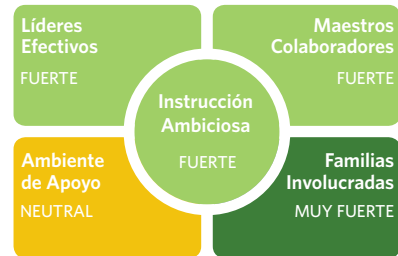 Líderes
Efectivos
FUERTE
Maestros
Colaboradores
FUERTE
Instrucción
Ambiciosa
FUERTE
Ambiente
de Apoyo
NEUTRAL
Familias
Involucradas
MUY FUERTE